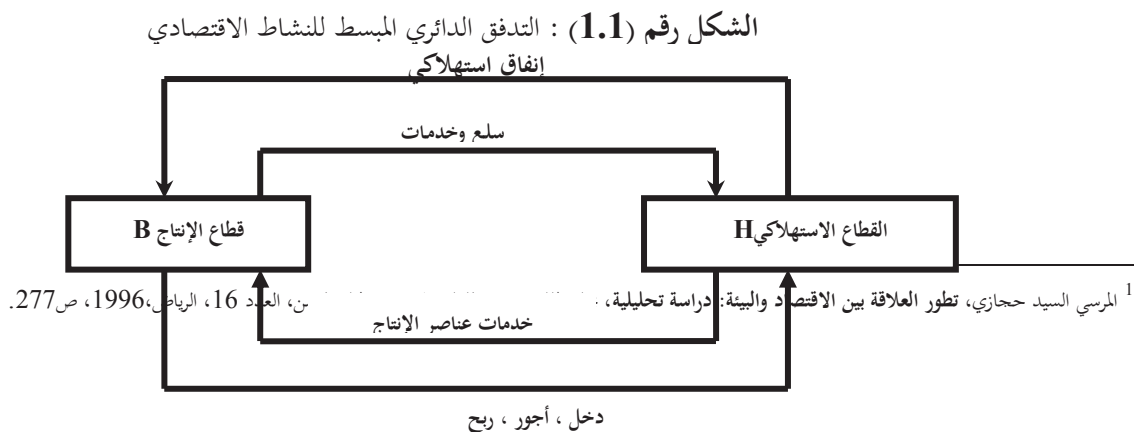 الشكل رقم (1.1) : التدفق الدائري المبسط للنشاط الاقتصادي
إنفاق استهلاكي
سلع وخدمات
القطاع الاستهلاكيH
قطاع الإنتاج B
1 المرسي السيد حجازي، تطور العلاقة بين الاقتصاد والبيئة: دراسة تحليلية، العدد 16، الرياض،1996، ص277.
خدمات عناصر الإنتاج
دخل ، أجور ، ربح